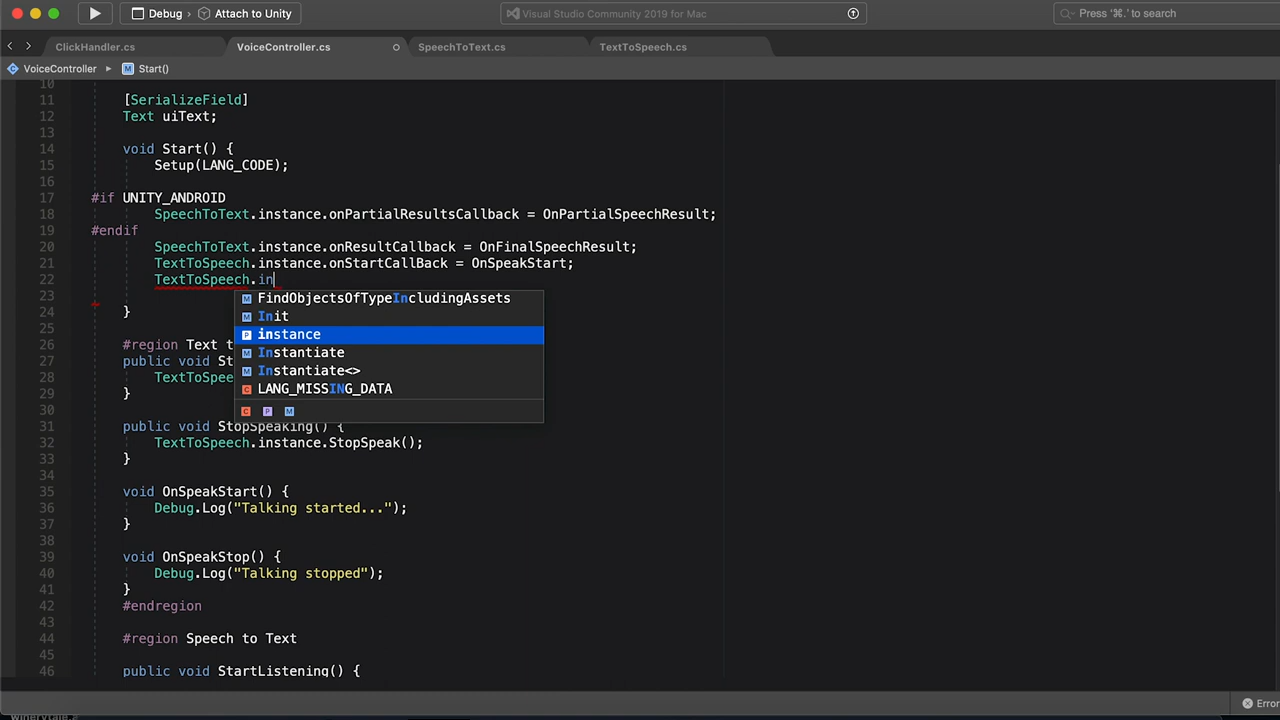 Debug
Attach to Unity
Visual Studio Community 2019 for Mac
Press '⌘.' to search
ClickHandler.cs
VoiceController.cs
SpeechToText.cs
TextToSpeech.cs
VoiceController
M
Start()
10
11 [SerializeField]
12 Text uiText;
13
14 void Start() {
15 Setup(LANG_CODE);
16
17 #if UNITY_ANDROID
18 SpeechToText.instance.onPartialResultsCallback = OnPartialSpeechResult;
19 #endif
20 SpeechToText.instance.onResultCallback = OnFinalSpeechResult;
21 TextToSpeech.instance.onStartCallBack = OnSpeakStart;
22 TextToSpeech.in
23
M FindObjectsOfTypeIncludingAssets
M Init
P instance
M Instantiate
M Instantiate<>
C LANG_MISSING_DATA
C P M
24 }
25
26 #region Text t
27 public void St
28 TextToSpee
29 }
30
31 public void StopSpeaking() {
32 TextToSpeech.instance.StopSpeak();
33 }
34
35 void OnSpeakStart() {
36 Debug.Log("Talking started...");
37 }
38
39 void OnSpeakStop() {
40 Debug.Log("Talking stopped");
41 }
42 #endregion
43
44 #region Speech to Text
45
46 public void StartListening() {
Error